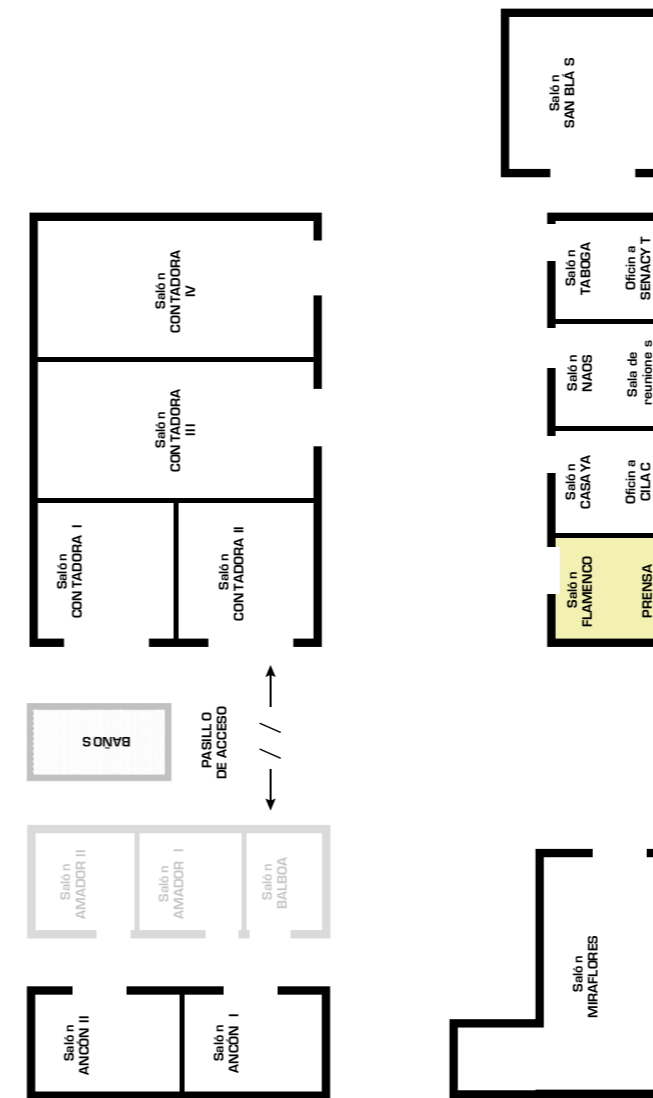 Salón
SAN BLÁS
Salón
TABOGA
Oficina
SENACYT
Salón
NAOS
Sala de
reuniones
Salón
CASAYA
Oficina
CILAC
Salón
FLAMENCO
PRENSA
Salón
CONTADORA
IV
Salón
CONTADORA
III
Salón
CONTADORA I
Salón
CONTADORA II
BAÑOS
PASILLO
DE ACCESO
Salón
AMADOR II
Salón
AMADOR I
Salón
BALBOA
Salón
ANCÓN II
Salón
ANCÓN I
Salón
MIRAFLORES